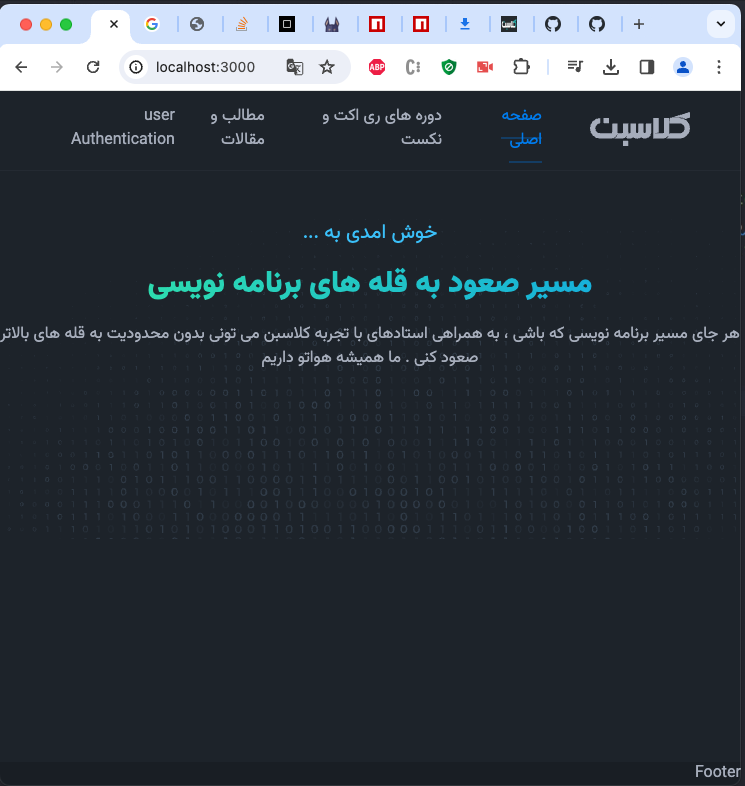 localhost:3000
کلاسبن
صفحه
اصلی
دوره های ری اکت و
نکست
مطالب و
مقالات
user
Authentication
خوش امدی به ...
مسیر صعود به قله های برنامه نویسی
هر جای مسیر برنامه نویسی که باشی ، به همراهی استادهای با تجربه کلاسبن می تونی بدون محدودیت به قله های بالاتر
صعود کنی . ما همیشه هواتو داریم
Footer